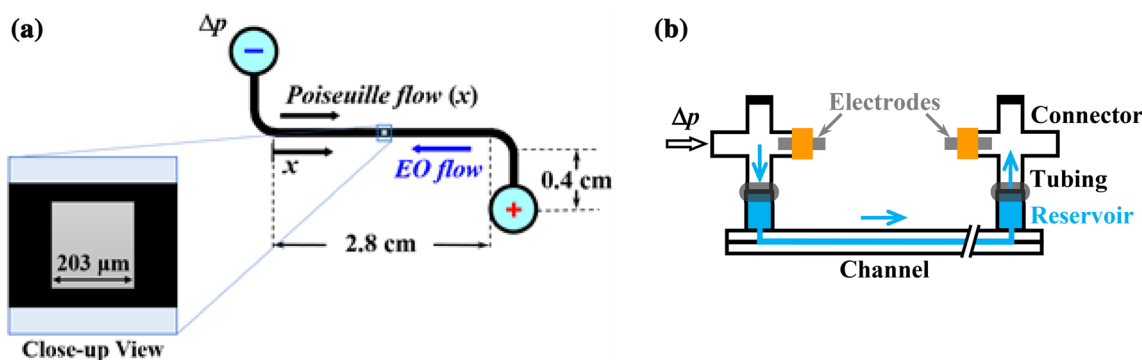 (a)
Δp
−
Poiseuille flow (x)
x
EO flow
0.4 cm
+
2.8 cm
203 μm
Close-up View
(b)
Electrodes
Connector
Δp
Tubing
Reservoir
Channel